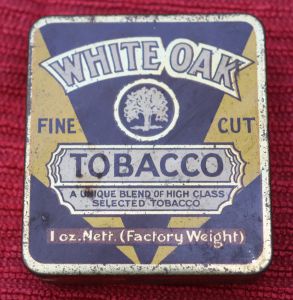 WHITE OAK
FINE CUT
TOBACCO
A UNIQUE BLEND OF HIGH CLASS
SELECTED TOBACCO
1 oz. Nett. (Factory Weight)